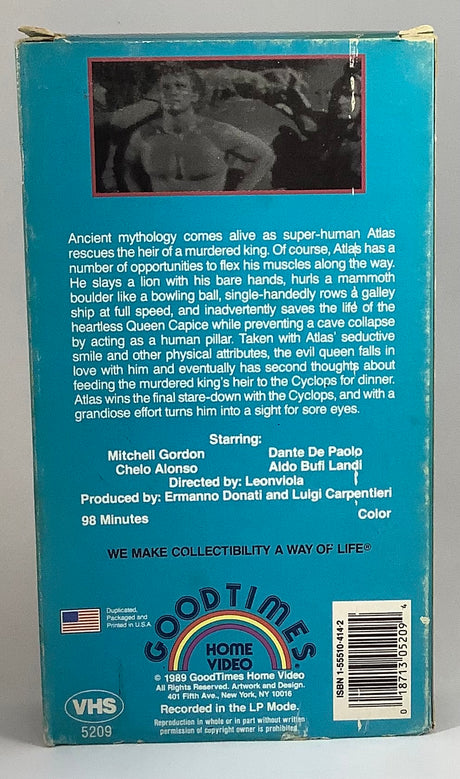 Ancient mythology comes alive as super-human Atlas
rescues the heir of a murdered king. Of course, Atlas has a
number of opportunities to flex his muscles along the way.
He slays a lion with his bare hands, hurls a mammoth
boulder like a bowling ball, single-handedly rows a galley
ship at full speed, and inadvertently saves the life of the
heartless Queen Capice while preventing a cave collapse
by acting as a human pillar. Taken with Atlas' seductive
smile and other physical attributes, the evil queen falls in
love with him and eventually has second thoughts about
feeding the murdered king's heir to the Cyclops for dinner.
Atlas wins the final stare-down with the Cyclops, and with a
grandiose effort turns him into a sight for sore eyes.
Starring:
Mitchell Gordon Dante De Paolo
Chelo Alonso Aldo Bufi Landi
Directed by: Leonviola
Produced by: Ermanno Donati and Luigi Carpentieri
98 Minutes Color
WE MAKE COLLECTIBILITY A WAY OF LIFE®
Duplicated,
Packaged and
Printed in U.S.A
GOODTIMES®
HOME
VIDEO
© 1989 GoodTimes Home Video
All Rights Reserved. Artwork and Design.
401 Fifth Ave., New York, NY 10016
Recorded in the LP Mode.
Reproduction in whole or in part without written
permission of copyright owner is prohibited.
VHS
5209
ISBN 1-55510-414-2
0 18713 05209 4